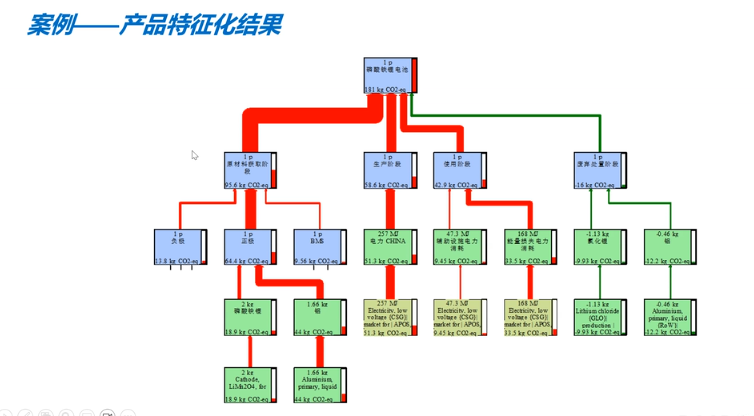 案例——产品特征化结果
1 p
磷酸铁锂电池
181 kg CO2-eq
1 p
原材料获取阶
段
95.6 kg CO2-eq
1 p
生产阶段
58.6 kg CO2-eq
1 p
使用阶段
42.9 kg CO2-eq
1 p
废弃处置阶段
-16 kg CO2-eq
1 p
负极
13.8 kg CO2-eq
1 p
正极
64.4 kg CO2-eq
1 p
BMS
9.56 kg CO2-eq
257 MJ
电力 CHINA
51.3 kg CO2-eq
47.3 MJ
辅助设施电力
消耗
9.45 kg CO2-eq
168 MJ
能量损失电力
消耗
33.5 kg CO2-eq
-1.13 kg
氯化锂
-9.93 kg CO2-eq
-0.46 kg
铝
-12.2 kg CO2-eq
2 kg
磷酸铁锂
18.9 kg CO2-eq
1.66 kg
铝
44 kg CO2-eq
257 MJ
Electricity, low
voltage {CSG}|
market for | APOS,
51.3 kg CO2-eq
47.3 MJ
Electricity, low
voltage {CSG}|
market for | APOS,
9.45 kg CO2-eq
168 MJ
Electricity, low
voltage {CSG}|
market for | APOS,
33.5 kg CO2-eq
-1.13 kg
Lithium chloride
{GLO}|
production |
-9.93 kg CO2-eq
-0.46 kg
Aluminium,
primary, liquid
{RoW}|
-12.2 kg CO2-eq
2 kg
Cathode,
LiMn2O4, for
18.9 kg CO2-eq
1.66 kg
Aluminium,
primary, liquid
44 kg CO2-eq